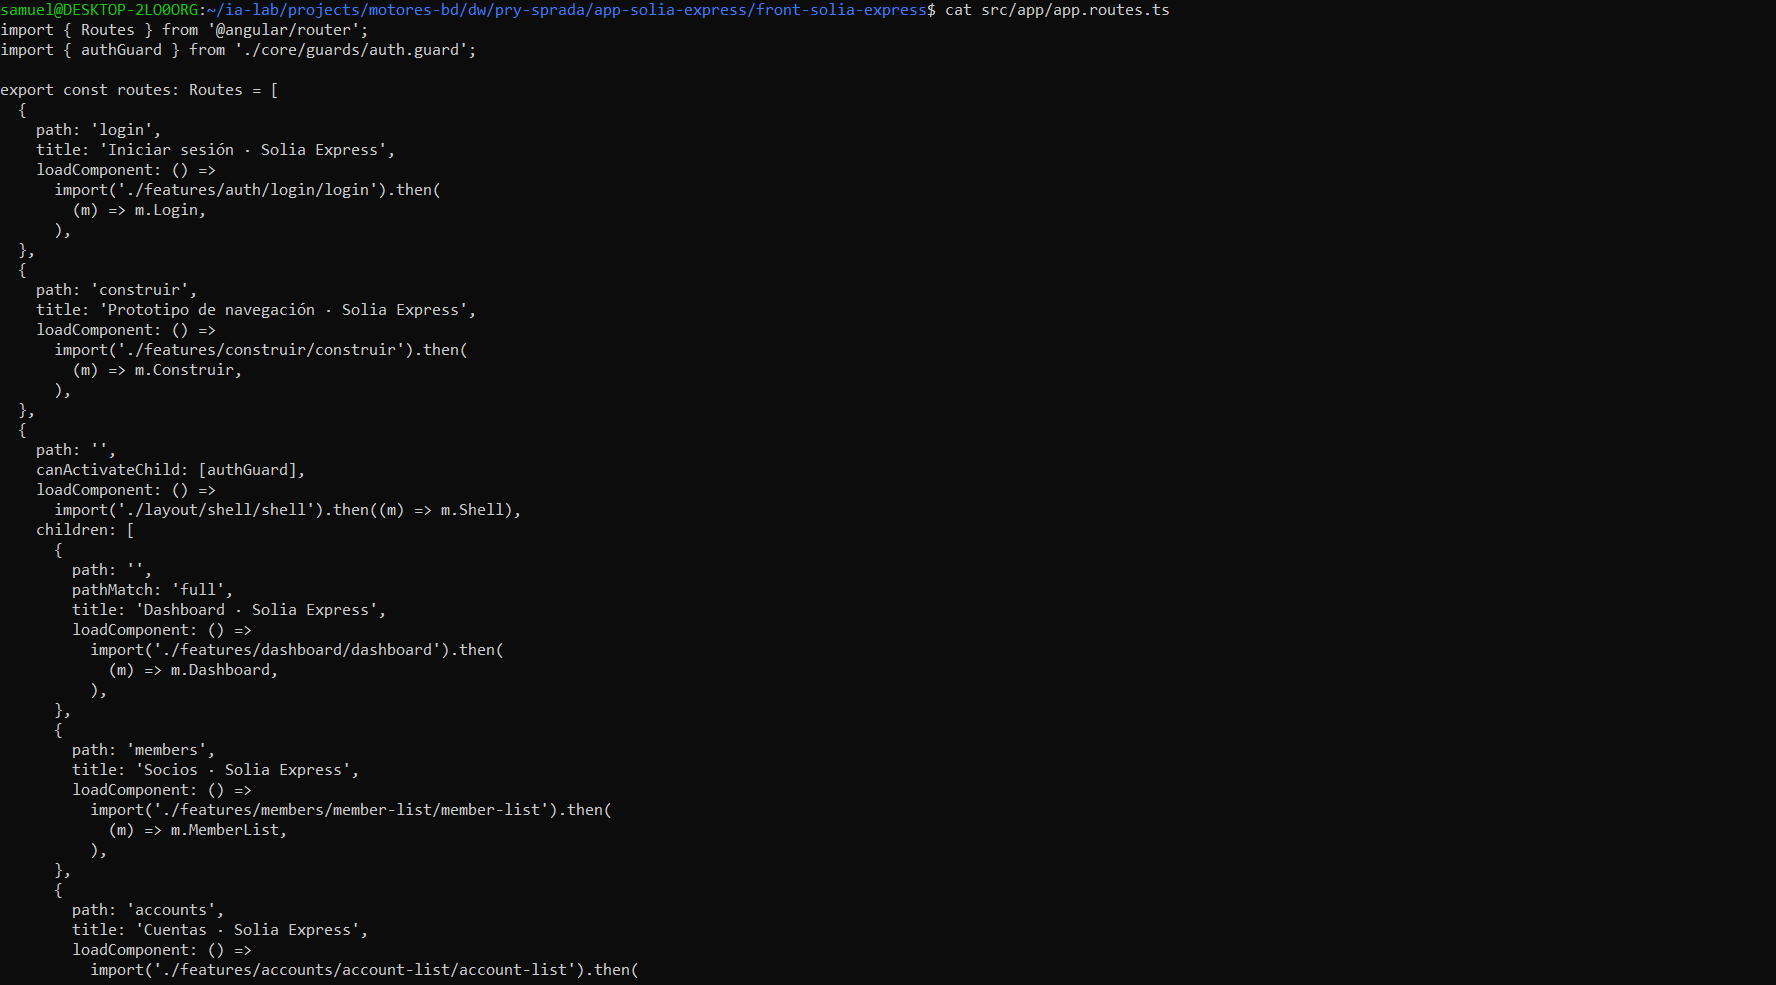 samuel@DESKTOP-2LO0ORG:~/ia-lab/projects/motores-bd/dw/pry-sprada/app-solia-express/front-solia-express$ cat src/app/app.routes.ts
import { Routes } from '@angular/router';
import { authGuard } from './core/guards/auth.guard';

export const routes: Routes = [
  {
    path: 'login',
    title: 'Iniciar sesión · Solia Express',
    loadComponent: () =>
      import('./features/auth/login/login').then(
        (m) => m.Login,
      ),
  },
  {
    path: 'construir',
    title: 'Prototipo de navegación · Solia Express',
    loadComponent: () =>
      import('./features/construir/construir').then(
        (m) => m.Construir,
      ),
  },
  {
    path: '',
    canActivateChild: [authGuard],
    loadComponent: () =>
      import('./layout/shell/shell').then((m) => m.Shell),
    children: [
      {
        path: '',
        pathMatch: 'full',
        title: 'Dashboard · Solia Express',
        loadComponent: () =>
          import('./features/dashboard/dashboard').then(
            (m) => m.Dashboard,
          ),
      },
      {
        path: 'members',
        title: 'Socios · Solia Express',
        loadComponent: () =>
          import('./features/members/member-list/member-list').then(
            (m) => m.MemberList,
          ),
      },
      {
        path: 'accounts',
        title: 'Cuentas · Solia Express',
        loadComponent: () =>
          import('./features/accounts/account-list/account-list').then(